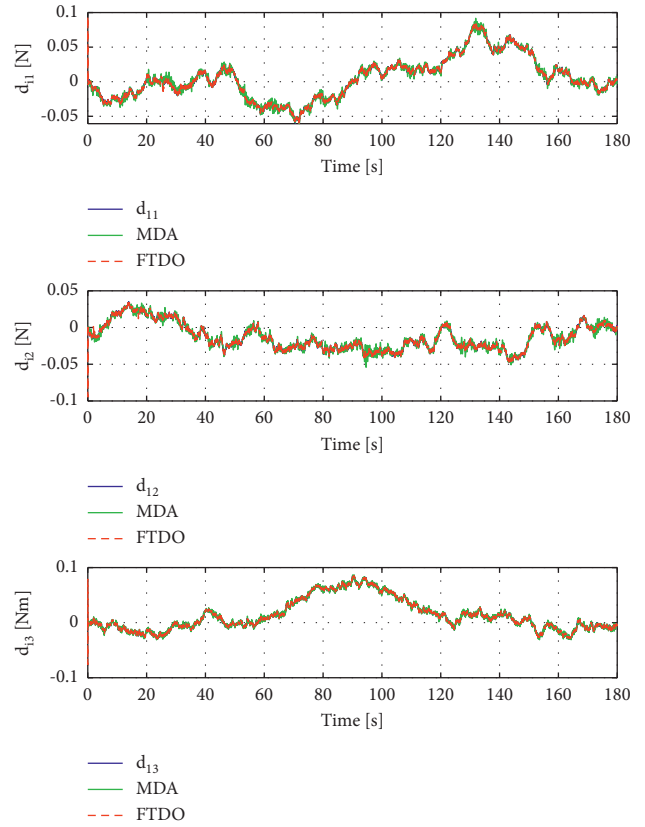 0.1
0.05
0
-0.05
d_{i1} [N]
0 20 40 60 80 100 120 140 160 180
Time [s]
d_{11}
MDA
FTDO
0.05
0
-0.05
-0.1
d_{i2} [N]
0 20 40 60 80 100 120 140 160 180
Time [s]
d_{12}
MDA
FTDO
0.1
0
-0.1
d_{i3} [Nm]
0 20 40 60 80 100 120 140 160 180
Time [s]
d_{13}
MDA
FTDO